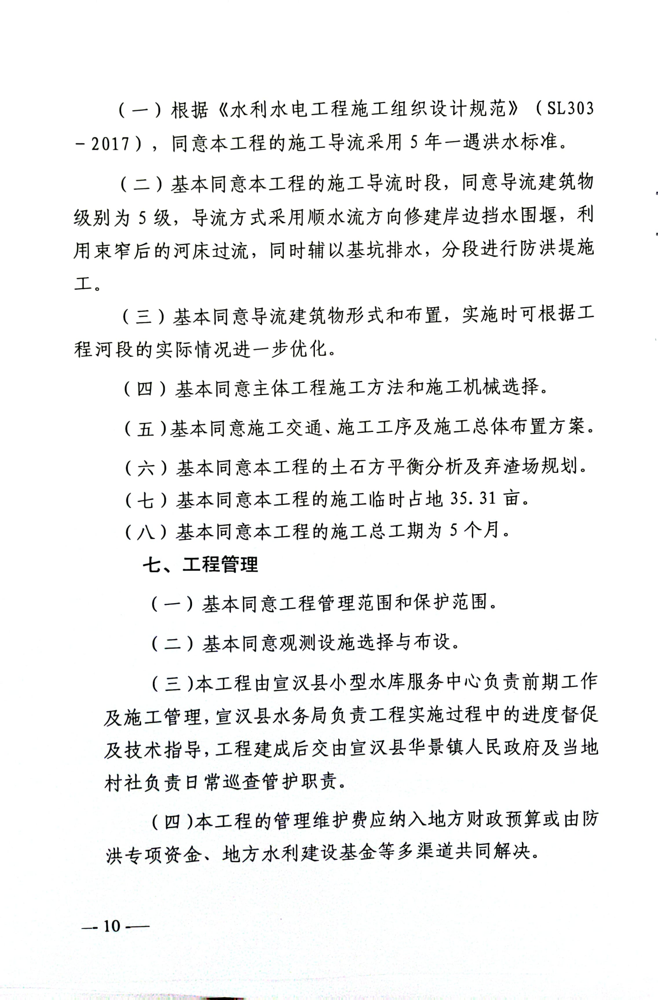 （一）根据《水利水电工程施工组织设计规范》（SL303
－2017），同意本工程的施工导流采用 5 年一遇洪水标准。
（二）基本同意本工程的施工导流时段，同意导流建筑物
级别为 5 级，导流方式采用顺水流方向修建岸边挡水围堰，利
用束窄后的河床过流，同时辅以基坑排水，分段进行防洪堤施
工。
（三）基本同意导流建筑物形式和布置，实施时可根据工
程河段的实际情况进一步优化。
（四）基本同意主体工程施工方法和施工机械选择。
（五）基本同意施工交通、施工工序及施工总体布置方案。
（六）基本同意本工程的土石方平衡分析及弃渣场规划。
（七）基本同意本工程的施工临时占地 35.31 亩。
（八）基本同意本工程的施工总工期为 5 个月。
七、工程管理
（一）基本同意工程管理范围和保护范围。
（二）基本同意观测设施选择与布设。
（三）本工程由宣汉县小型水库服务中心负责前期工作
及施工管理，宣汉县水务局负责工程实施过程中的进度督促
及技术指导，工程建成后交由宣汉县华景镇人民政府及当地
村社负责日常巡查管护职责。
（四）本工程的管理维护费应纳入地方财政预算或由防
洪专项资金、地方水利建设基金等多渠道共同解决。
— 10 —